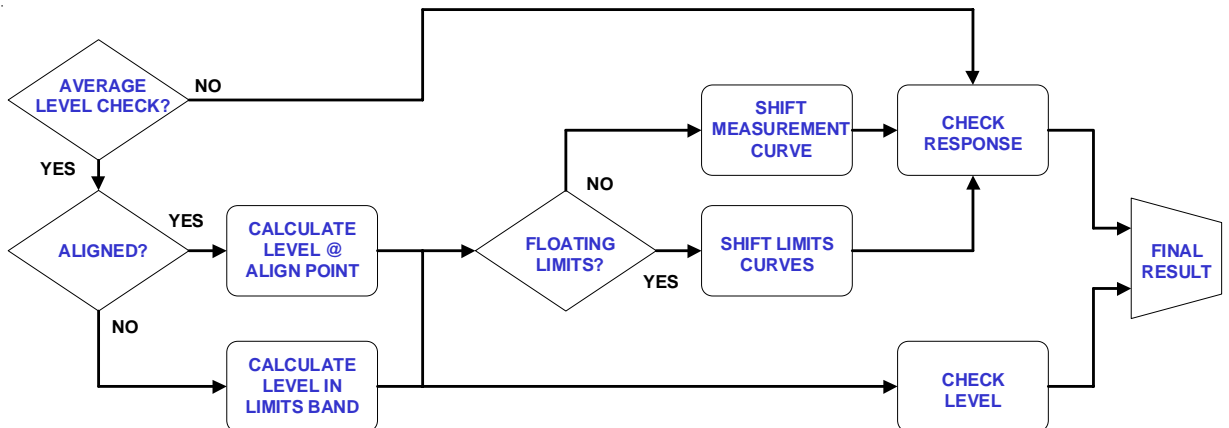 AVERAGE
LEVEL CHECK?
NO
YES
ALIGNED?
YES
NO
CALCULATE
LEVEL @
ALIGN POINT
CALCULATE
LEVEL IN
LIMITS BAND
FLOATING
LIMITS?
NO
YES
SHIFT
MEASUREMENT
CURVE
SHIFT LIMITS
CURVES
CHECK
RESPONSE
CHECK
LEVEL
FINAL
RESULT